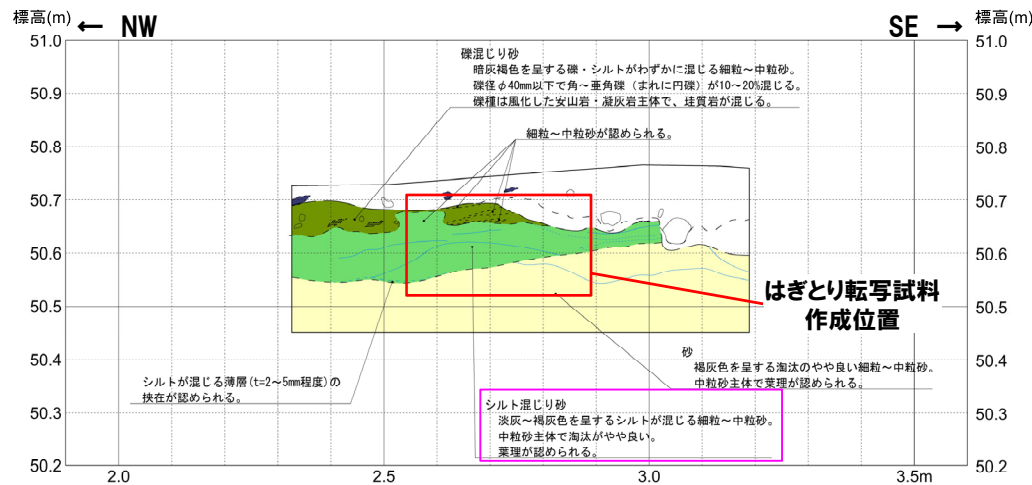 標高(m)
← NW
SE →
標高(m)
51.0
50.9
50.8
50.7
50.6
50.5
50.4
50.3
50.2
礫混じり砂
暗灰褐色を呈する礫・シルトがわずかに混じる細粒～中粒砂。
礫径φ40mm以下で角～亜角礫（まれに円礫）が10～20%混じる。
礫種は風化した安山岩・凝灰岩主体で、珪質岩が混じる。
細粒～中粒砂が認められる。
はぎとり転写試料
作成位置
砂
褐灰色を呈する淘汰のやや良い細粒～中粒砂。
中粒砂主体で葉理が認められる。
シルトが混じる薄層(t=2～5mm程度)の
挟在が認められる。
シルト混じり砂
淡灰～褐灰色を呈するシルトが混じる細粒～中粒砂。
中粒砂主体で淘汰がやや良い。
葉理が認められる。
51.0
50.9
50.8
50.7
50.6
50.5
50.4
50.3
50.2
2.0
2.5
3.0
3.5m